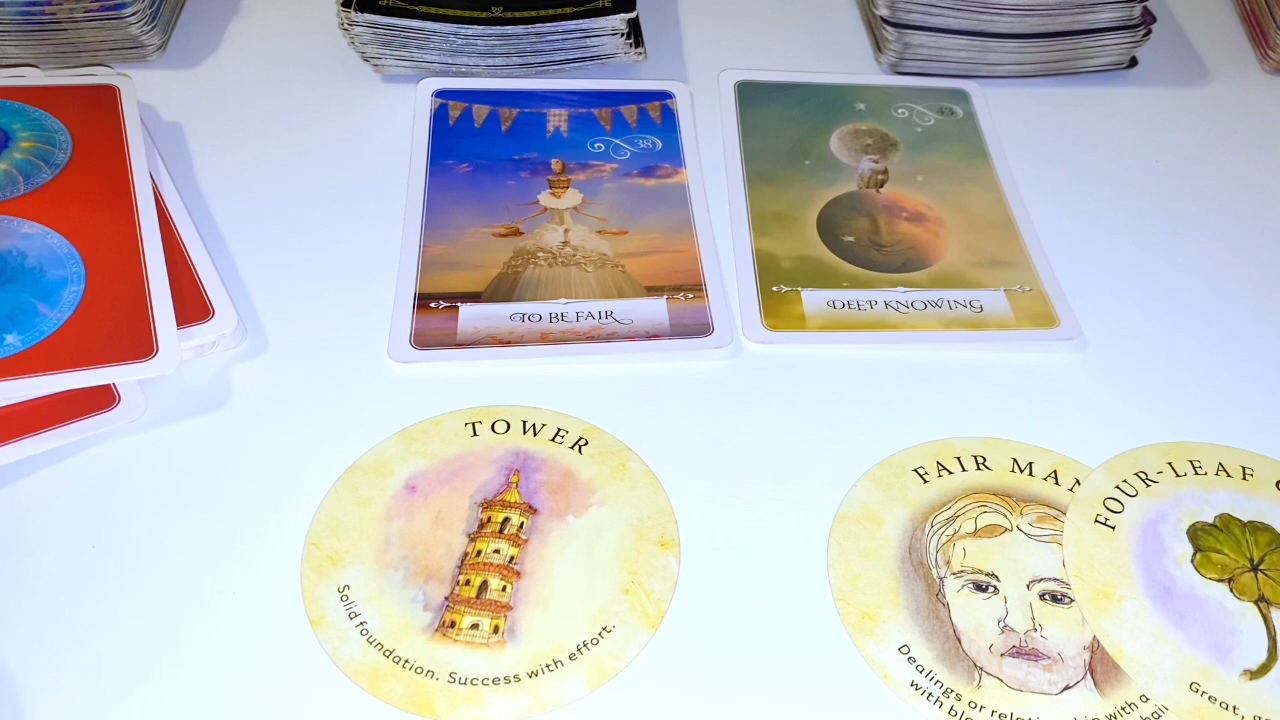 38
TO BE FAIR
43
DEEP KNOWING
TOWER
Solid foundation. Success with effort.
FAIR MAN
Dealings or relationship with a
with
FOUR-LEAF
Great,